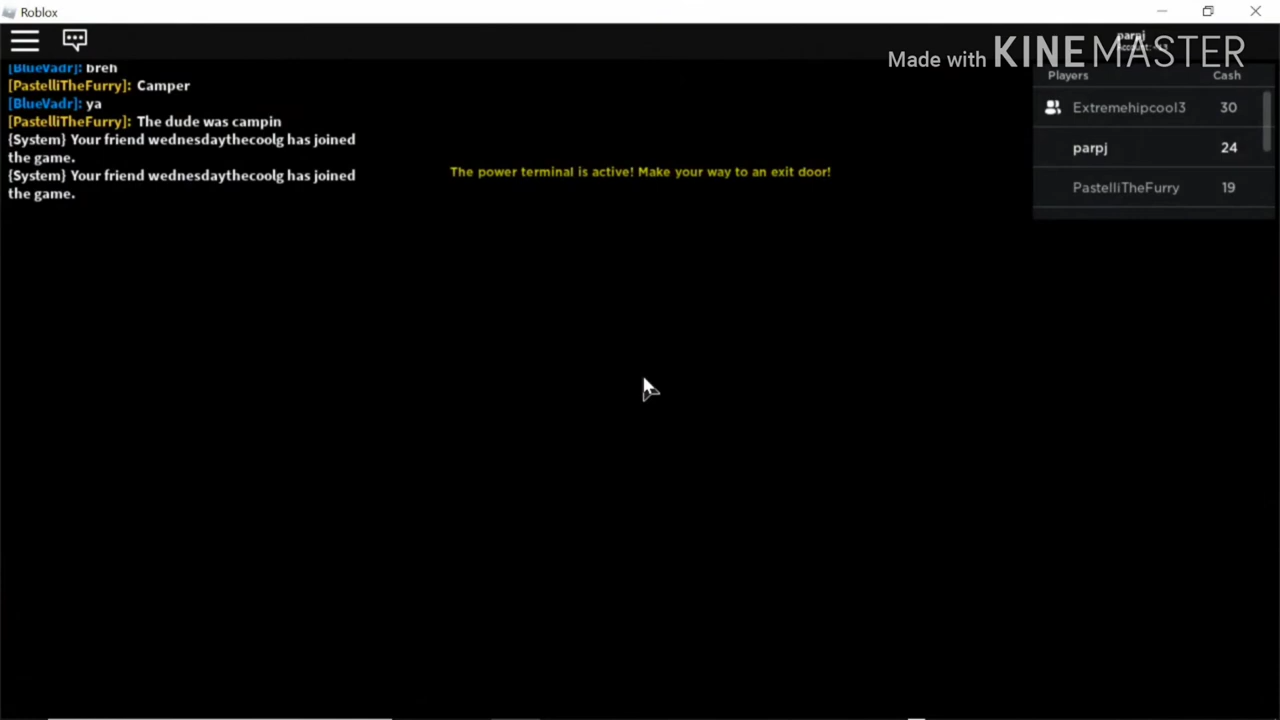 Roblox
Made with KINEMASTER
parpj
[BlueVadr]: breh
[PastelliTheFurry]: Camper
[BlueVadr]: ya
[PastelliTheFurry]: The dude was campin
{System} Your friend wednesdaythecoolg has joined
the game.
{System} Your friend wednesdaythecoolg has joined
the game.
The power terminal is active! Make your way to an exit door!
Players Cash
Extremehipcool3 30
parpj 24
PastelliTheFurry 19